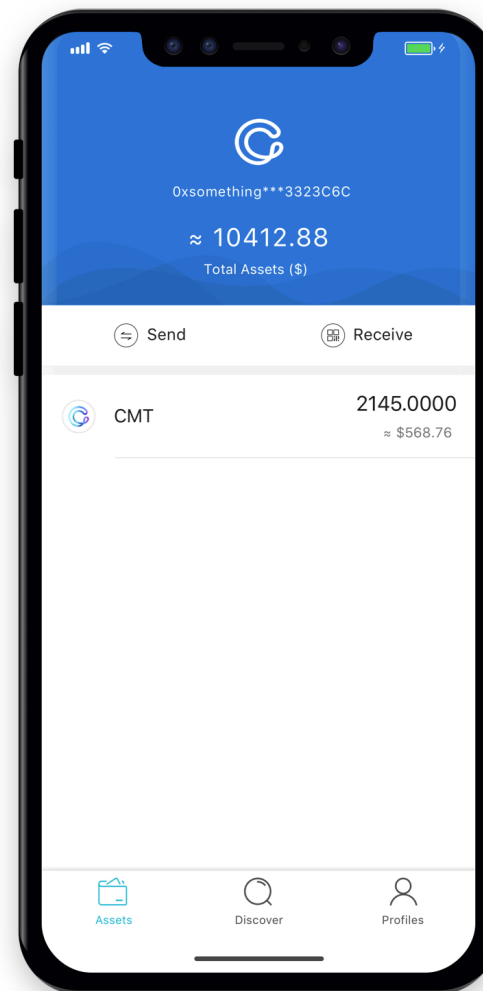 0xsomething***3323C6C
≈ 10412.88
Total Assets ($)
Send
Receive
CMT
2145.0000
≈ $568.76
Assets
Discover
Profiles